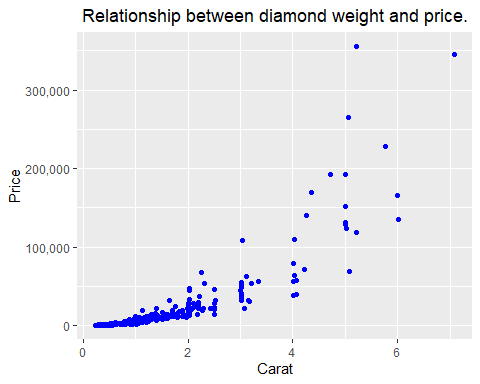 Relationship between diamond weight and price.
300,000
200,000
100,000
0
Price
0 2 4 6
Carat